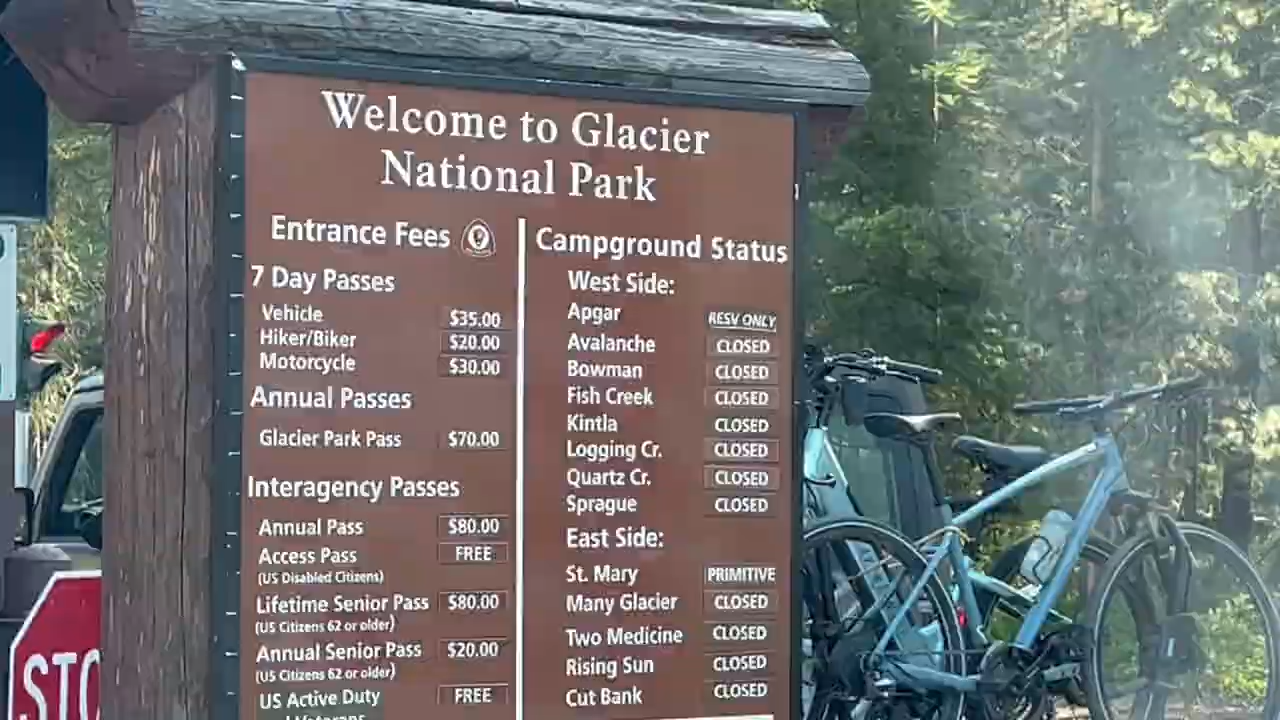 Welcome to Glacier
National Park
Entrance Fees
7 Day Passes
Vehicle $35.00
Hiker/Biker $20.00
Motorcycle $30.00
Annual Passes
Glacier Park Pass $70.00
Interagency Passes
Annual Pass $80.00
Access Pass FREE
(US Disabled Citizens)
Lifetime Senior Pass $80.00
(US Citizens 62 or older)
Annual Senior Pass $20.00
(US Citizens 62 or older)
US Active Duty FREE
Campground Status
West Side:
Apgar RESV ONLY
Avalanche CLOSED
Bowman CLOSED
Fish Creek CLOSED
Kintla CLOSED
Logging Cr. CLOSED
Quartz Cr. CLOSED
Sprague CLOSED
East Side:
St. Mary PRIMITIVE
Many Glacier CLOSED
Two Medicine CLOSED
Rising Sun CLOSED
Cut Bank CLOSED
STO